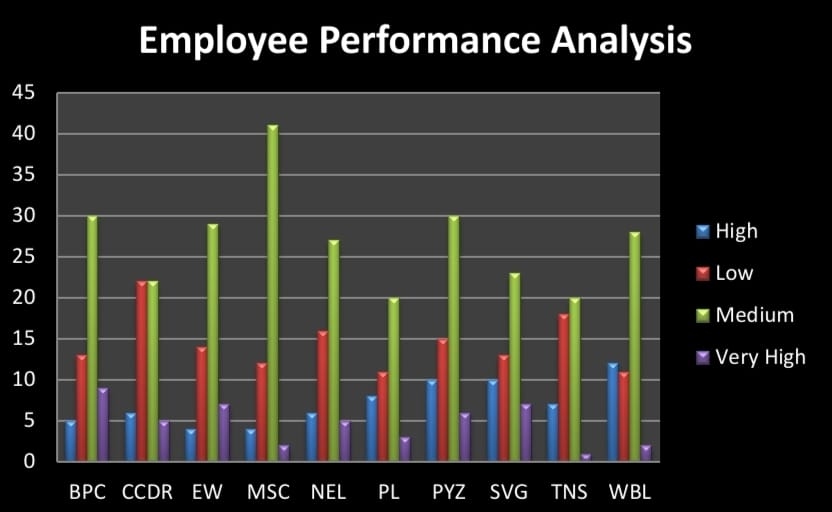 Employee Performance Analysis
45
40
35
30
25
20
15
10
5
0
BPC CCDR EW MSC NEL PL PYZ SVG TNS WBL
High
Low
Medium
Very High